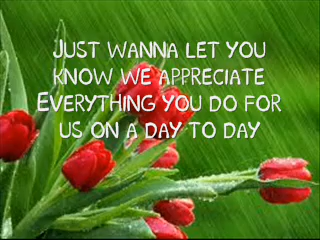 Just wanna let you
know we appreciate
Everything you do for
us on a day to day